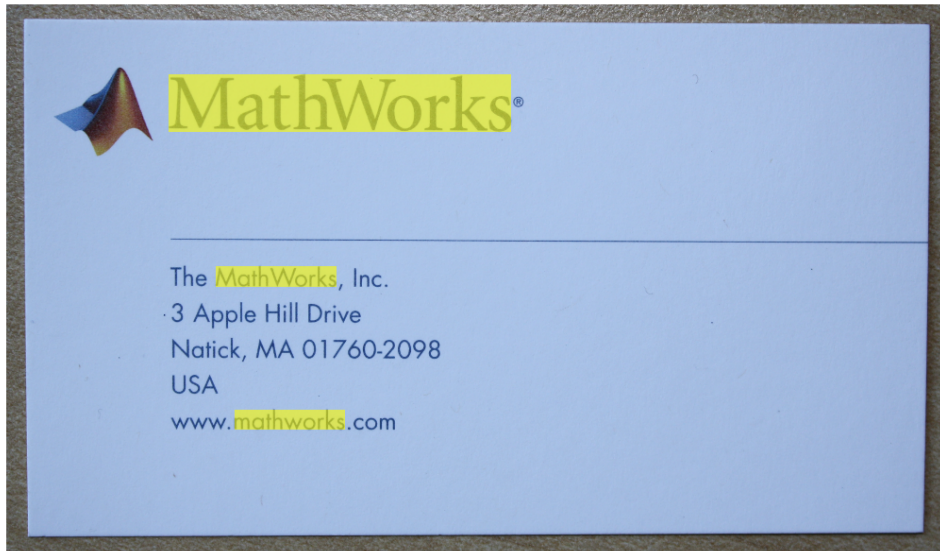 MathWorks®
The MathWorks, Inc.
3 Apple Hill Drive
Natick, MA 01760-2098
USA
www.mathworks.com